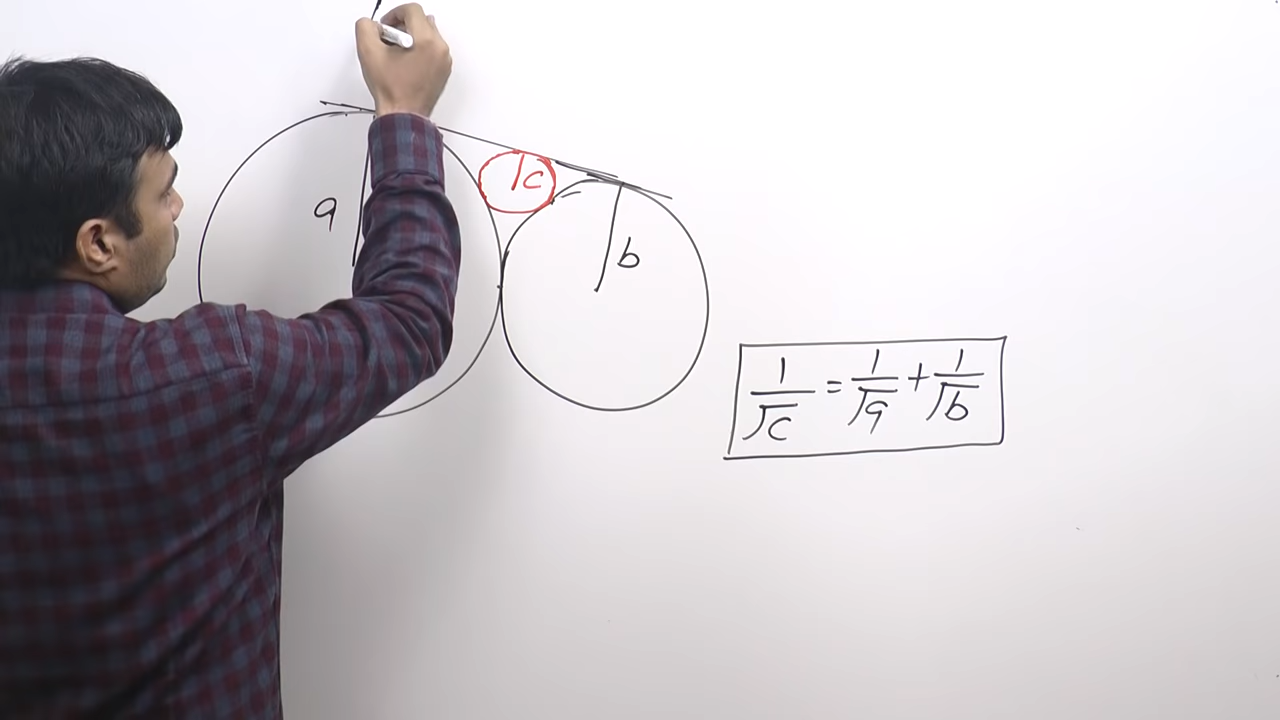 a
c
b
1/√c = 1/√a + 1/√b